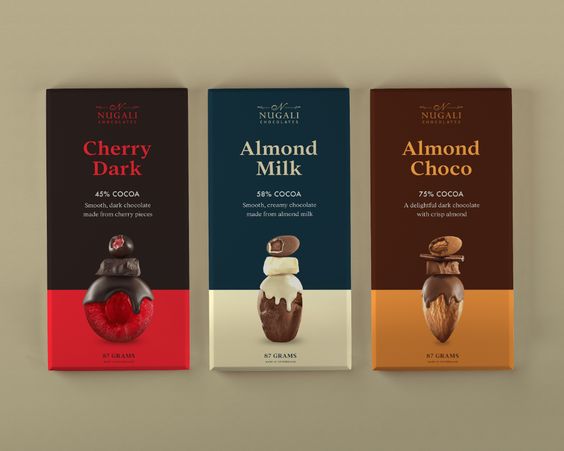 N
NUGALI
CHOCOLATES
Cherry
Dark
45% COCOA
Smooth, dark chocolate
made from cherry pieces
87 GRAMS
N
NUGALI
CHOCOLATES
Almond
Milk
58% COCOA
Smooth, creamy chocolate
made from almond milk
87 GRAMS
N
NUGALI
CHOCOLATES
Almond
Choco
75% COCOA
A delightful dark chocolate
with crisp almond
87 GRAMS